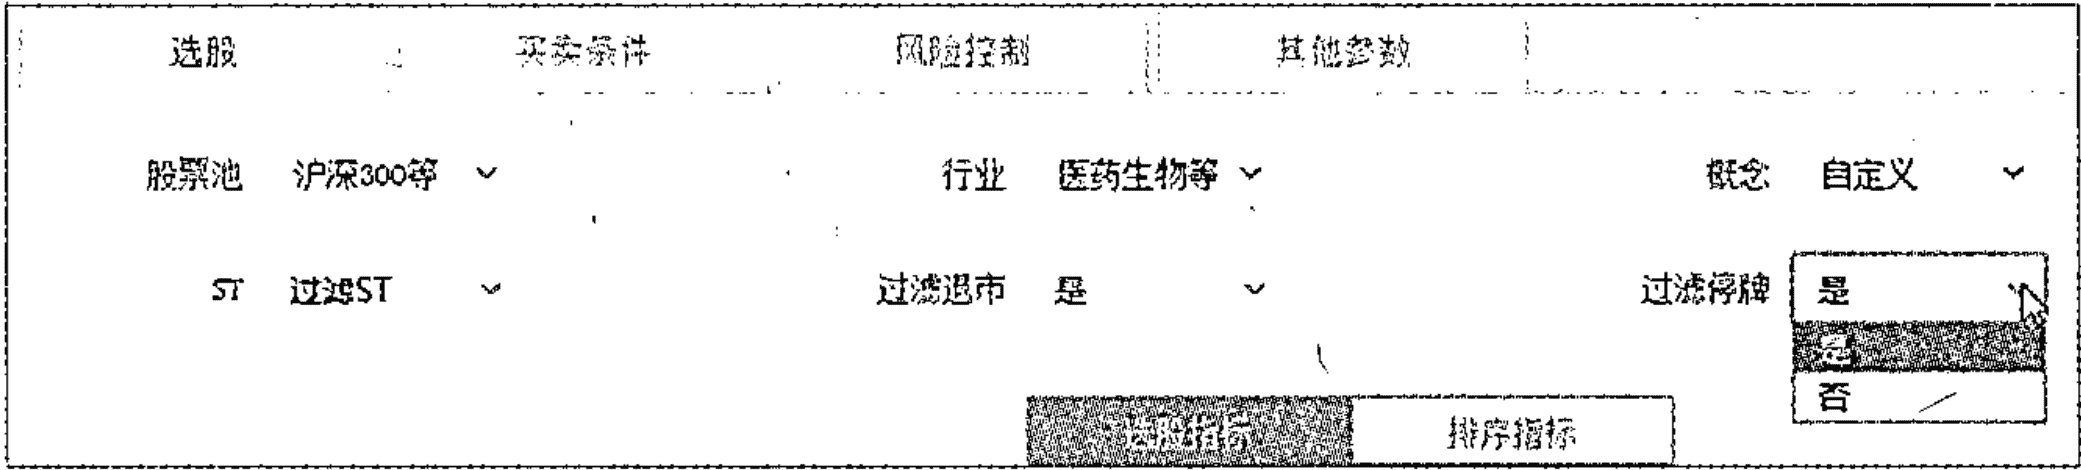 选股 买卖条件 风险控制 其他参数
股票池 沪深300等 行业 医药生物等 概念 自定义
ST 过滤ST 过滤退市 是 过滤停牌 是
是
否
选股指标 排序指标